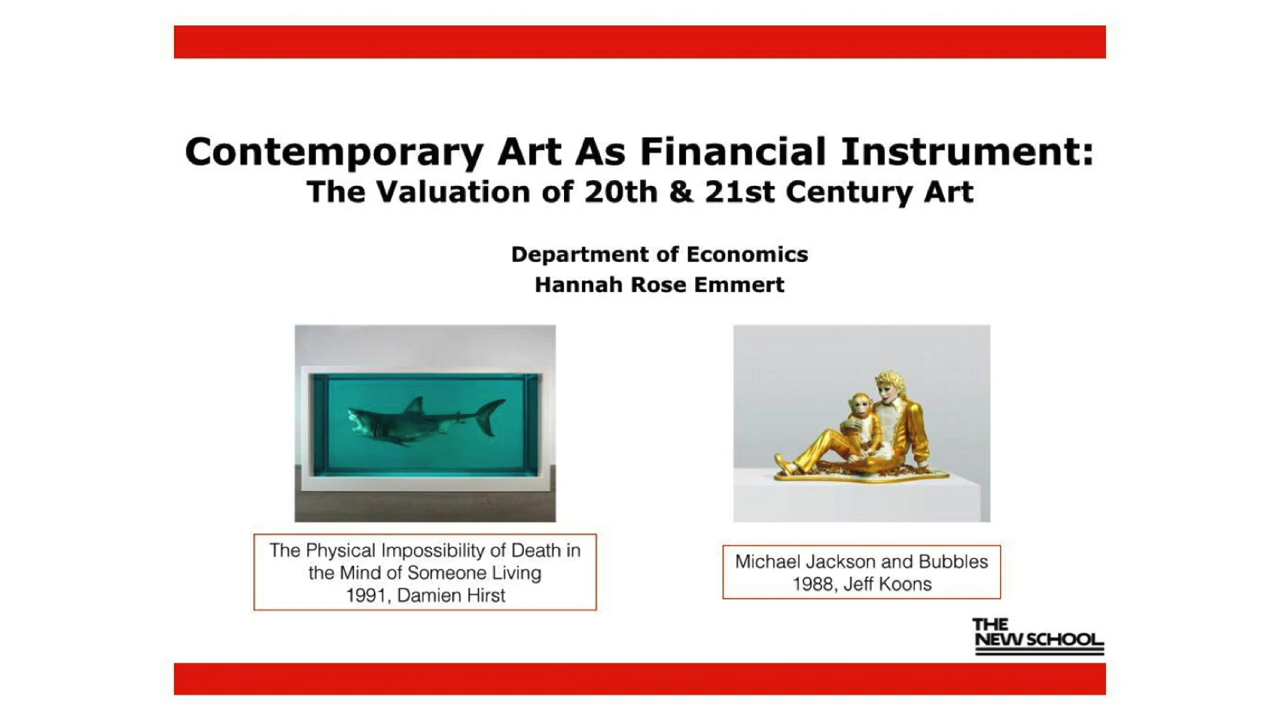 Contemporary Art As Financial Instrument:
The Valuation of 20th & 21st Century Art
Department of Economics
Hannah Rose Emmert
The Physical Impossibility of Death in
the Mind of Someone Living
1991, Damien Hirst
Michael Jackson and Bubbles
1988, Jeff Koons
THE
NEW SCHOOL